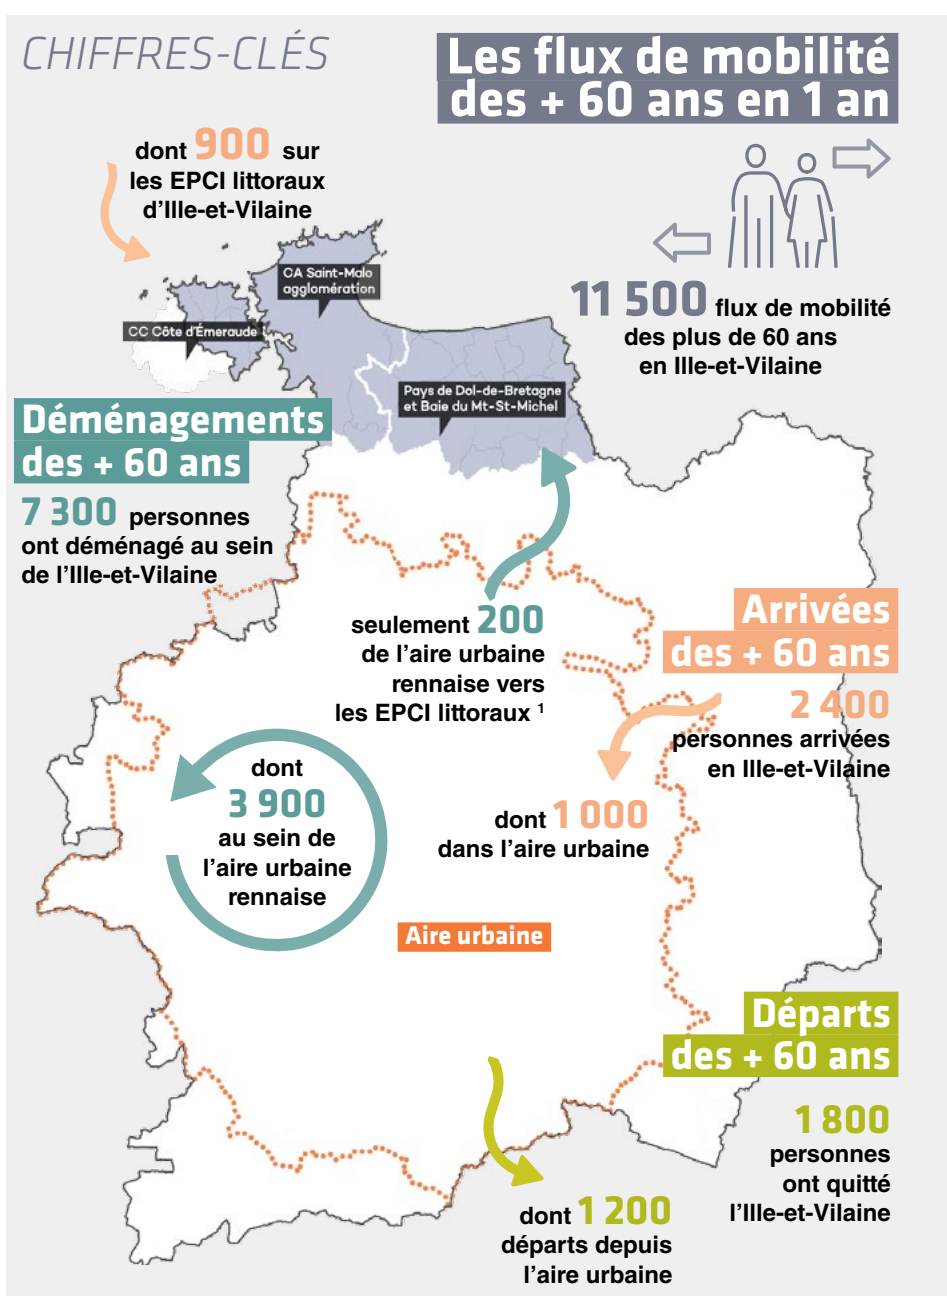 CHIFFRES-CLÉS
Les flux de mobilité
des + 60 ans en 1 an
dont 900 sur
les EPCI littoraux
d'Ille-et-Vilaine
CA Saint-Malo
agglomération
CC Côte d'Émeraude
Pays de Dol-de-Bretagne
et Baie du Mt-St-Michel
11 500 flux de mobilité
des plus de 60 ans
en Ille-et-Vilaine
Déménagements
des + 60 ans
7 300 personnes
ont déménagé au sein
de l'Ille-et-Vilaine
seulement 200
de l'aire urbaine
rennaise vers
les EPCI littoraux 1
Arrivées
des + 60 ans
2 400
personnes arrivées
en Ille-et-Vilaine
dont 1 000
dans l'aire urbaine
dont
3 900
au sein de
l'aire urbaine
rennaise
Aire urbaine
Départs
des + 60 ans
1 800
personnes
ont quitté
l'Ille-et-Vilaine
dont 1 200
départs depuis
l'aire urbaine